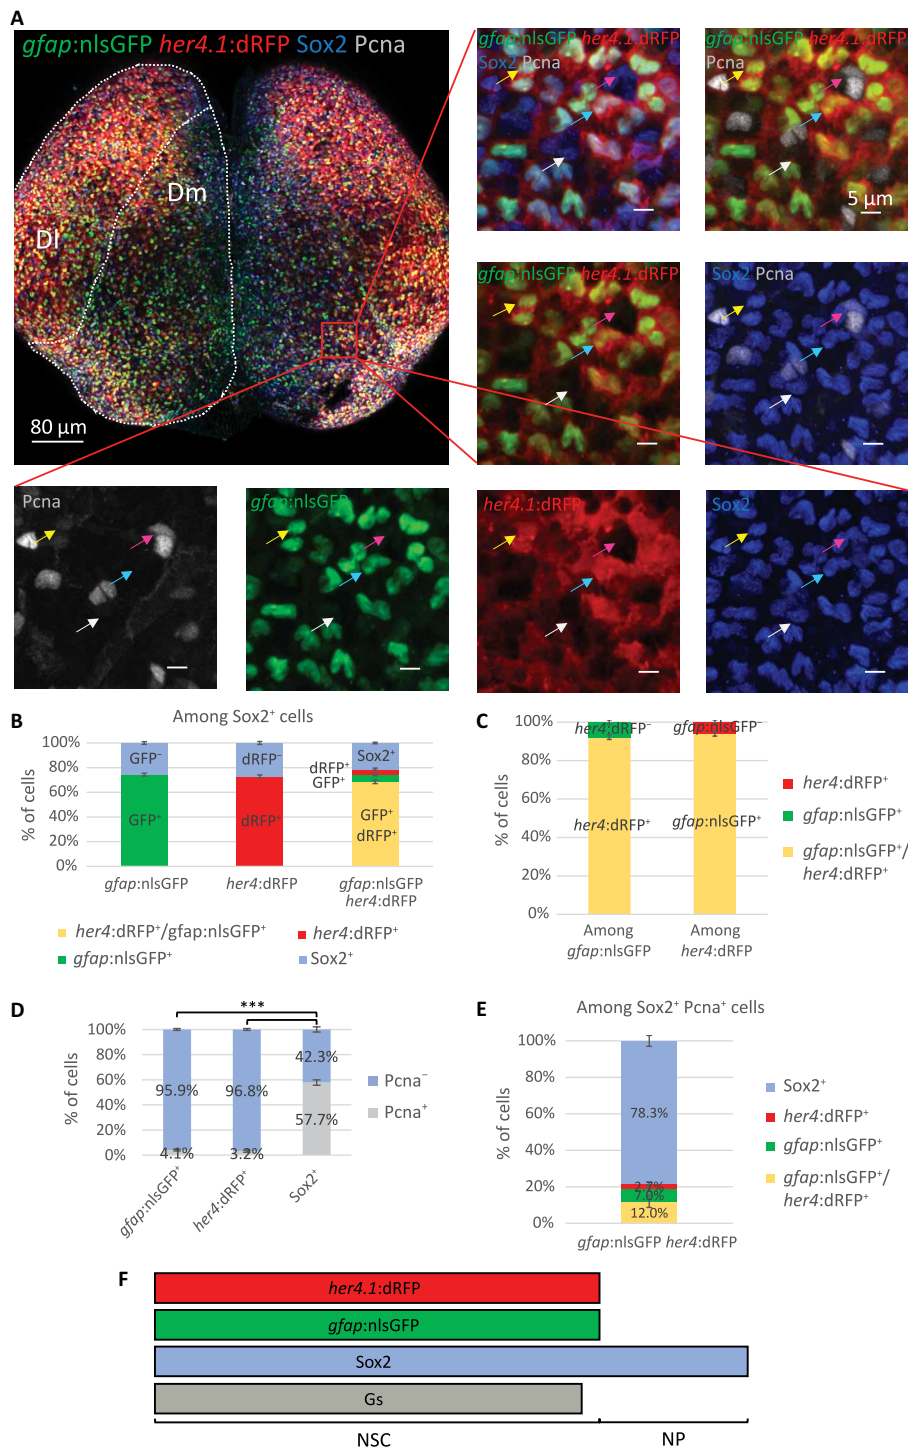 A
gfap:nlsGFP her4.1:dRFP Sox2 Pcna
Dm
Dl
80 µm
gfap:nlsGFP her4.1:dRFP
Sox2 Pcna
gfap:nlsGFP her4.1:dRFP
Pcna
5 µm
gfap:nlsGFP her4.1:dRFP
Sox2 Pcna
Pcna
gfap:nlsGFP
her4.1:dRFP
Sox2
B
Among Sox2⁺ cells
% of cells
100%
80%
60%
40%
20%
0%
GFP⁻
GFP⁺
dRFP⁻
dRFP⁺
Sox2⁺
dRFP⁺
GFP⁺
GFP⁺
dRFP⁺
gfap:nlsGFP
her4:dRFP
gfap:nlsGFP
her4:dRFP
her4:dRFP⁺/gfap:nlsGFP⁺
her4:dRFP⁺
gfap:nlsGFP⁺
Sox2⁺
C
% of cells
100%
80%
60%
40%
20%
0%
her4:dRFP⁻
gfap:nlsGFP⁻
her4:dRFP⁺
gfap:nlsGFP⁺
Among
gfap:nlsGFP
Among
her4:dRFP
her4:dRFP⁺
gfap:nlsGFP⁺
gfap:nlsGFP⁺/
her4:dRFP⁺
D
***
% of cells
100%
80%
60%
40%
20%
0%
95.9%
96.8%
42.3%
57.7%
4.1%
3.2%
gfap:nlsGFP⁺
her4:dRFP⁺
Sox2⁺
Pcna⁻
Pcna⁺
E
Among Sox2⁺ Pcna⁺ cells
% of cells
100%
80%
60%
40%
20%
0%
78.3%
2.7%
7.0%
12.0%
gfap:nlsGFP her4:dRFP
Sox2⁺
her4:dRFP⁺
gfap:nlsGFP⁺
gfap:nlsGFP⁺/
her4:dRFP⁺
F
her4.1:dRFP
gfap:nlsGFP
Sox2
Gs
NSC
NP